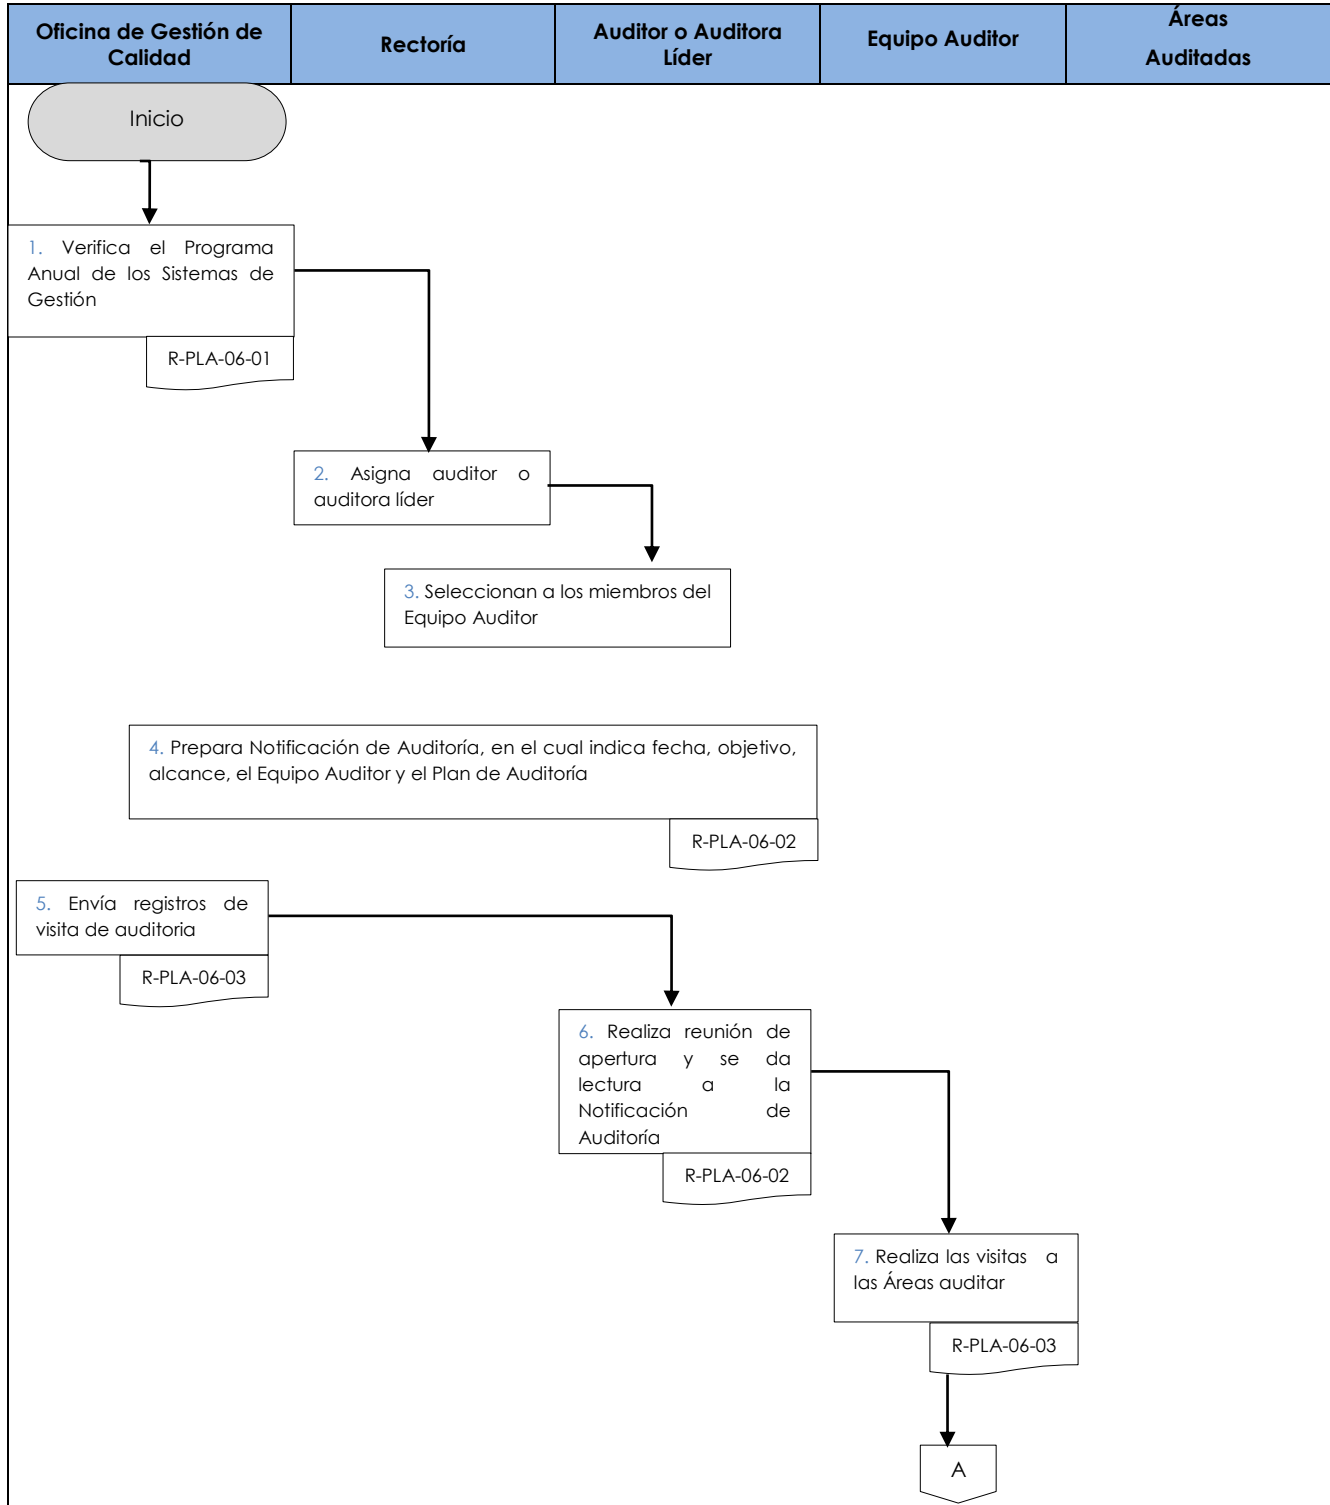 Oficina de Gestión de
Calidad
Rectoría
Auditor o Auditora
Líder
Equipo Auditor
Áreas
Auditadas
Inicio
1. Verifica el Programa
Anual de los Sistemas de
Gestión
R-PLA-06-01
2. Asigna auditor o
auditora líder
3. Seleccionan a los miembros del
Equipo Auditor
4. Prepara Notificación de Auditoría, en el cual indica fecha, objetivo,
alcance, el Equipo Auditor y el Plan de Auditoría
R-PLA-06-02
5. Envía registros de
visita de auditoria
R-PLA-06-03
6. Realiza reunión de
apertura y se da
lectura a la
Notificación de
Auditoría
R-PLA-06-02
7. Realiza las visitas a
las Áreas auditar
R-PLA-06-03
A